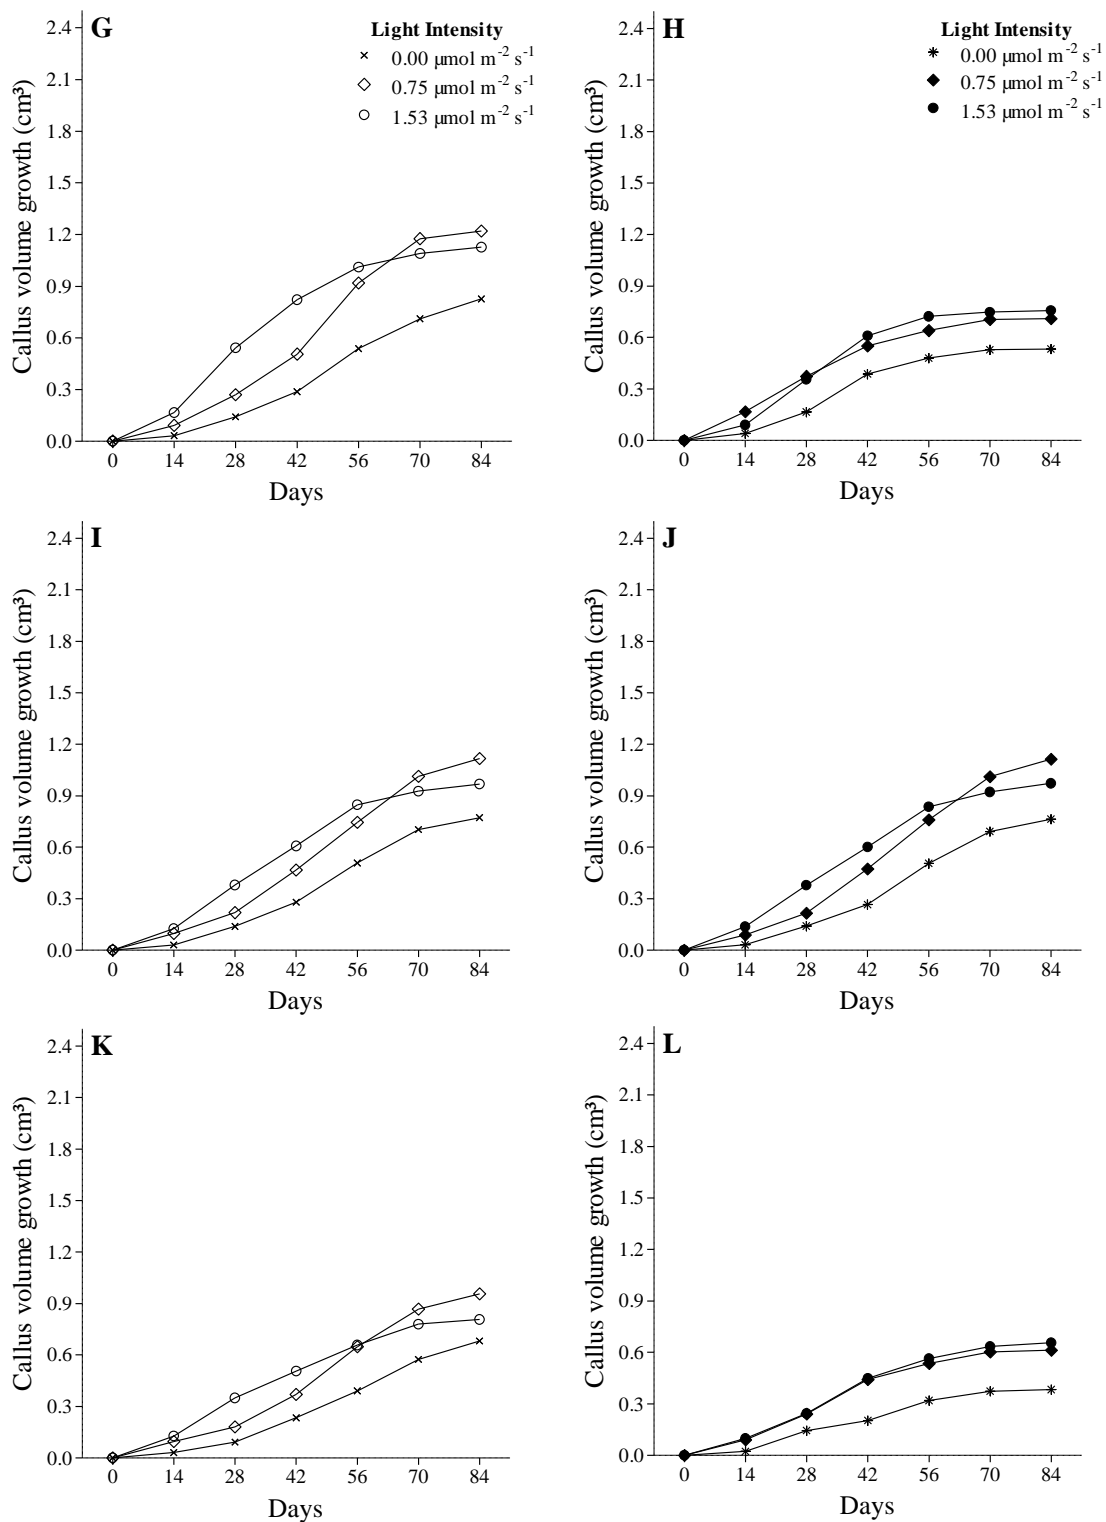 G
Light Intensity
0.00 µmol m⁻² s⁻¹
0.75 µmol m⁻² s⁻¹
1.53 µmol m⁻² s⁻¹
Callus volume growth (cm³)
2.4
2.1
1.8
1.5
1.2
0.9
0.6
0.3
0.0
0 14 28 42 56 70 84
Days
H
Light Intensity
0.00 µmol m⁻² s⁻¹
0.75 µmol m⁻² s⁻¹
1.53 µmol m⁻² s⁻¹
Callus volume growth (cm³)
2.4
2.1
1.8
1.5
1.2
0.9
0.6
0.3
0.0
0 14 28 42 56 70 84
Days
I
Callus volume growth (cm³)
2.4
2.1
1.8
1.5
1.2
0.9
0.6
0.3
0.0
0 14 28 42 56 70 84
Days
J
Callus volume growth (cm³)
2.4
2.1
1.8
1.5
1.2
0.9
0.6
0.3
0.0
0 14 28 42 56 70 84
Days
K
Callus volume growth (cm³)
2.4
2.1
1.8
1.5
1.2
0.9
0.6
0.3
0.0
0 14 28 42 56 70 84
Days
L
Callus volume growth (cm³)
2.4
2.1
1.8
1.5
1.2
0.9
0.6
0.3
0.0
0 14 28 42 56 70 84
Days